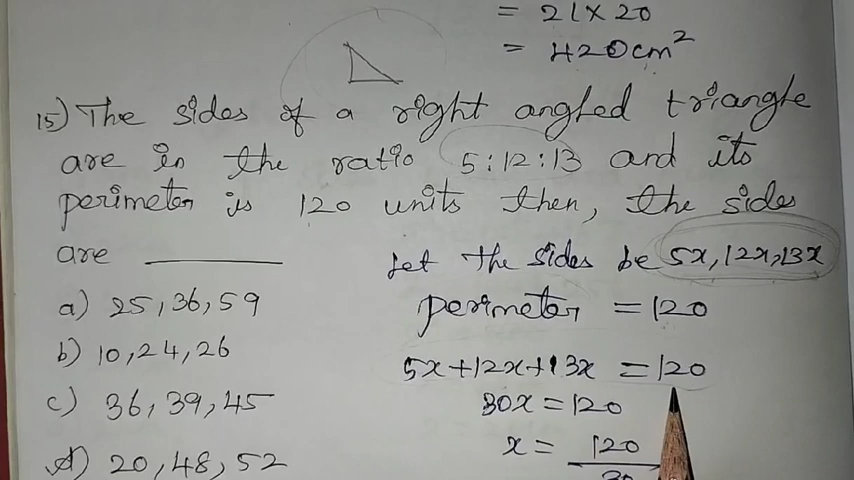 = 21 x 20
= 420cm²
15) The sides of a right angled triangle
are in the ratio 5:12:13 and its
perimeter is 120 units then, the sides
are ________
a) 25, 36, 59
b) 10, 24, 26
c) 36, 39, 45
d) 20, 48, 52
Let the sides be 5x, 12x, 13x
perimeter = 120
5x+12x+13x = 120
30x = 120
x = 120
30